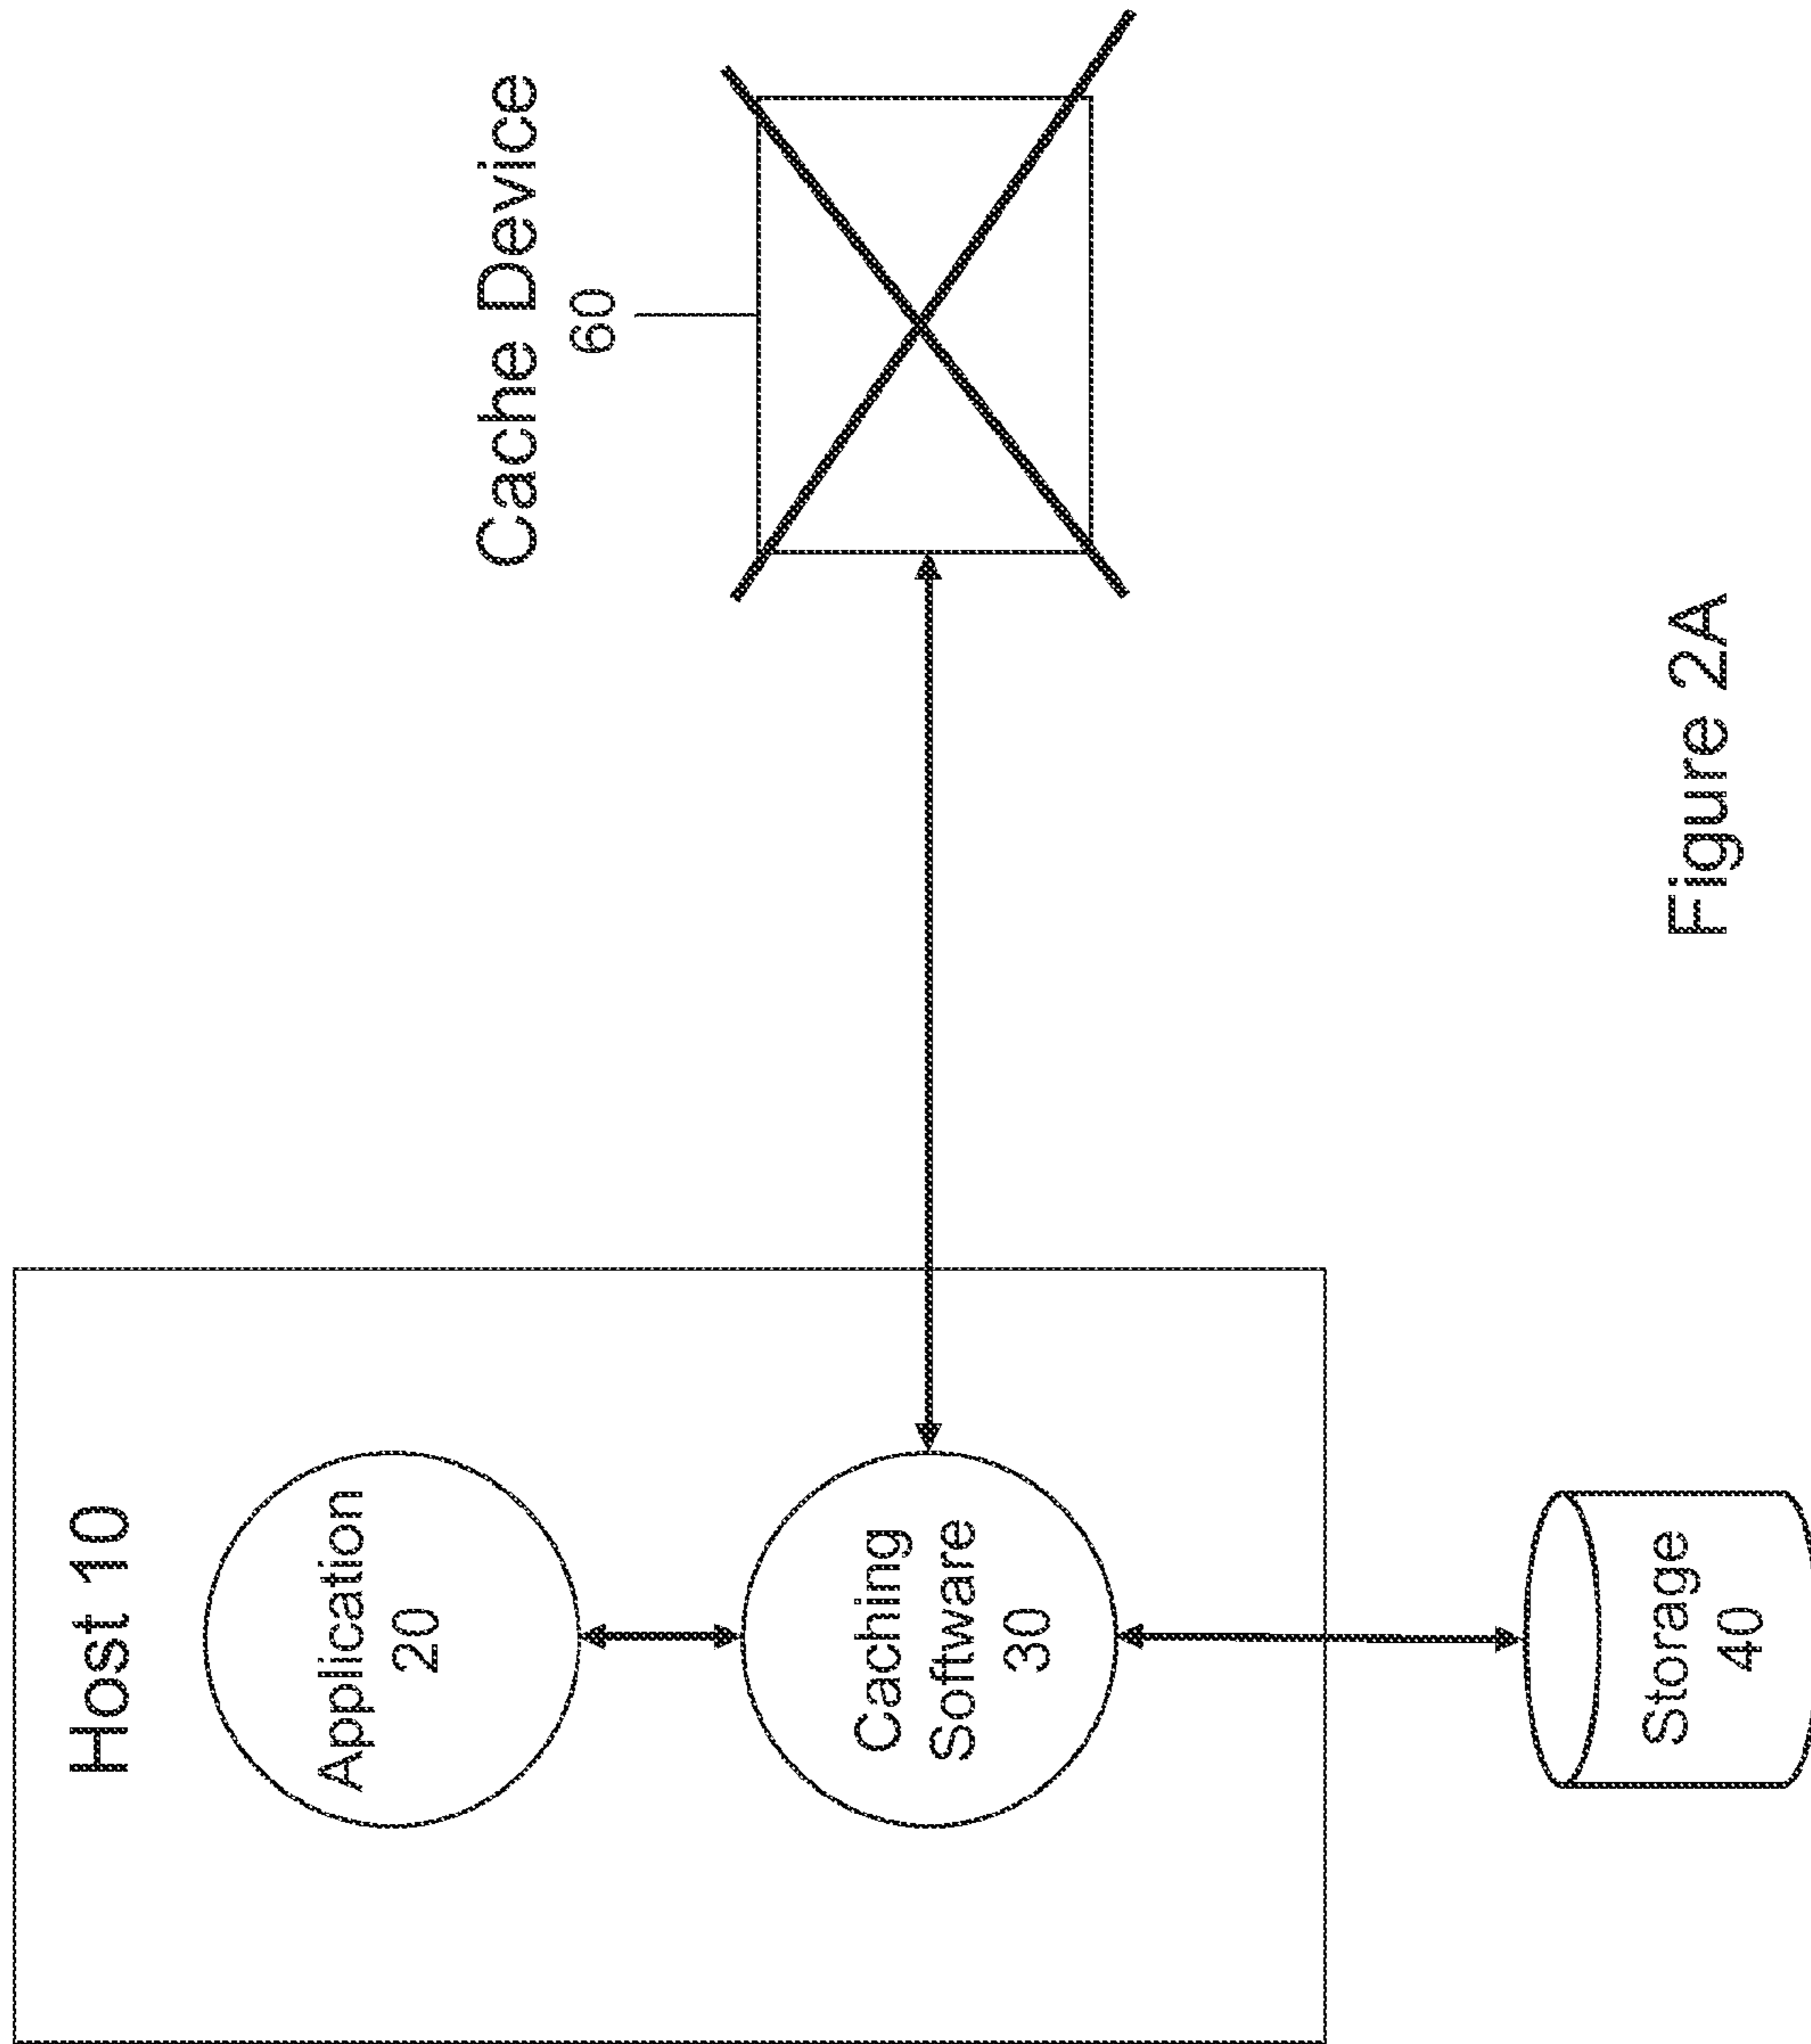 Host 10
Application
20
Caching
Software
30
Storage
40
Cache Device
60
Figure 2A